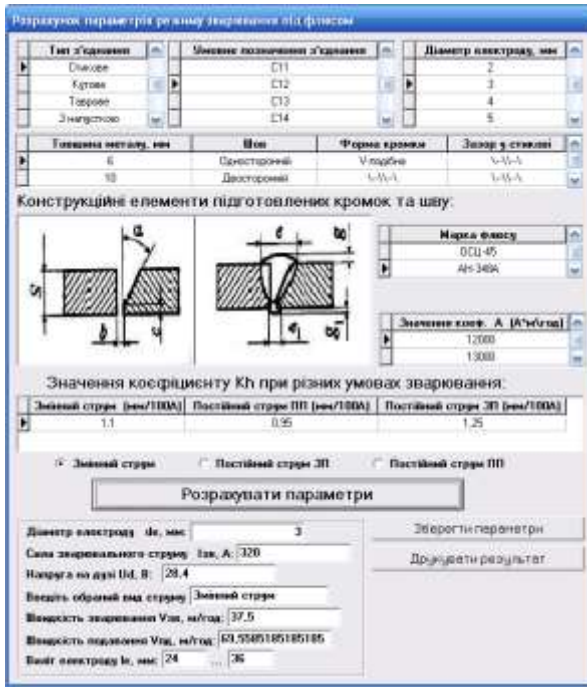 Розрахунок параметрів режиму зварювання під флюсом
Тип з'єднання
Умовне позначення з'єднання
Діаметр електроду, мм
Стикове
Кутове
Таврове
З напусткою
С11
С12
С13
С14
2
3
4
5
Товщина металу, мм
Шов
Форма кромки
Зазор у стикові
6
Односторонній
V-подібна
\-\\-\
10
Двосторонній
\-\\-\
\-\\-\
Конструкційні елементи підготовлених кромок та шву:
S
α
b
c
e
g
e1
g1
Марка флюсу
ОСЦ-45
АН-348А
Значення коеф. А (А*м\год)
12000
13000
Значення коєфіцієнту Kh при різних умовах зварювання:
Змінний струм (мм/100А)
Постійний струм ПП (мм/100А)
Постійний струм ЗП (мм/100А)
1.1
0.95
1.25
Змінний струм
Постійний струм ЗП
Постійний струм ПП
Розрахувати параметри
Діаметр електроду de, мм:
3
Сила зварювального струму Ізв, А:
320
Напруга на дузі Ud, В:
28,4
Введіть обраний вид струму
Змінний струм
Швидкість зварювання Vзв, м/год:
37,5
Швидкість подавання Vпд, м/год:
69,5585185185185
Виліт електроду le, мм:
24 ... 36
Зберегти параметри
Друкувати результат